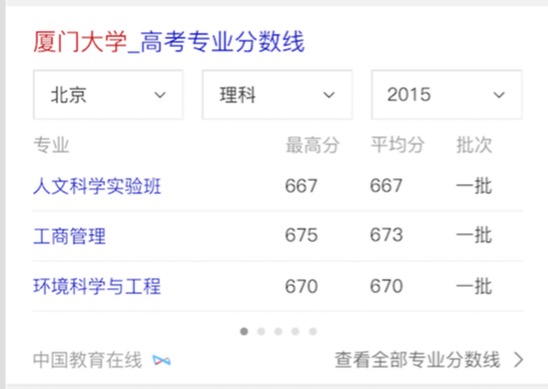 厦门大学_高考专业分数线
北京 理科 2015
专业 最高分 平均分 批次
人文科学实验班 667 667 一批
工商管理 675 673 一批
环境科学与工程 670 670 一批
中国教育在线 查看全部专业分数线